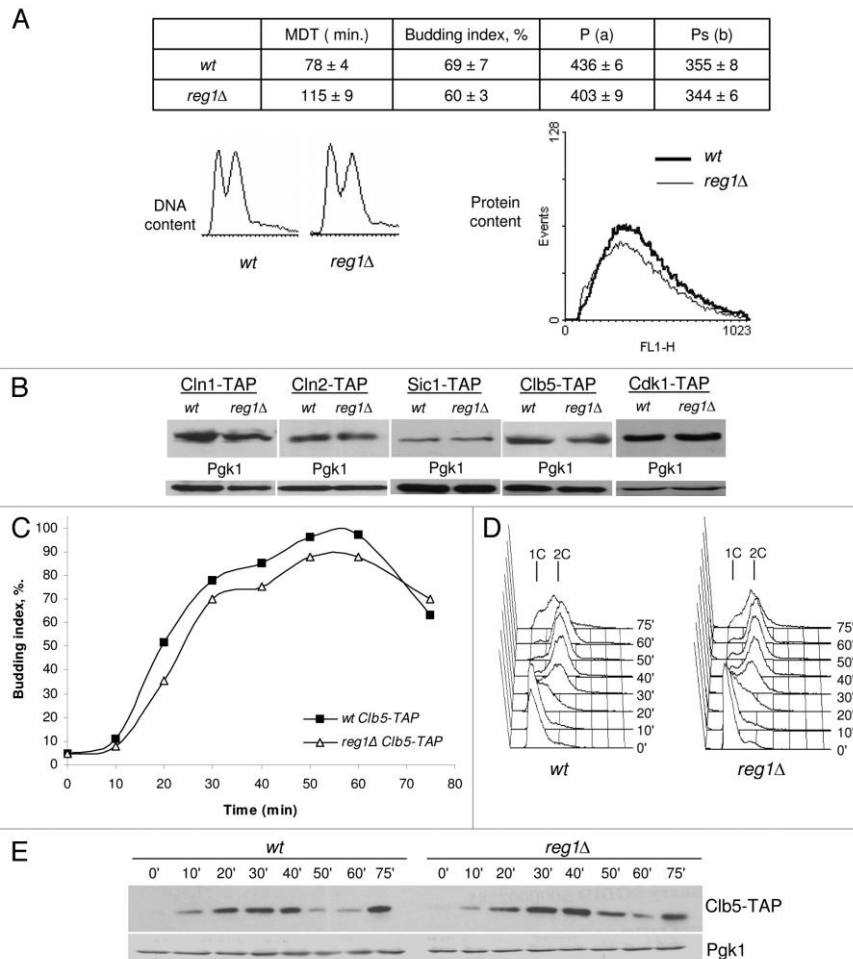 A
MDT ( min.) Budding index, % P (a) Ps (b)
wt 78 ± 4 69 ± 7 436 ± 6 355 ± 8
reg1Δ 115 ± 9 60 ± 3 403 ± 9 344 ± 6
DNA content
wt reg1Δ
Protein content
128
Events
0
0 1023
FL1-H
wt
reg1Δ
B
Cln1-TAP Cln2-TAP Sic1-TAP Clb5-TAP Cdk1-TAP
wt reg1Δ wt reg1Δ wt reg1Δ wt reg1Δ wt reg1Δ
Pgk1 Pgk1 Pgk1 Pgk1 Pgk1
C
Budding index, %.
100
90
80
70
60
50
40
30
20
10
0
0 10 20 30 40 50 60 70 80
Time (min)
wt Clb5-TAP
reg1Δ Clb5-TAP
D
1C 2C
75'
60'
50'
40'
30'
20'
10'
0'
wt
1C 2C
75'
60'
50'
40'
30'
20'
10'
0'
reg1Δ
E
wt reg1Δ
0' 10' 20' 30' 40' 50' 60' 75' 0' 10' 20' 30' 40' 50' 60' 75'
Clb5-TAP
Pgk1